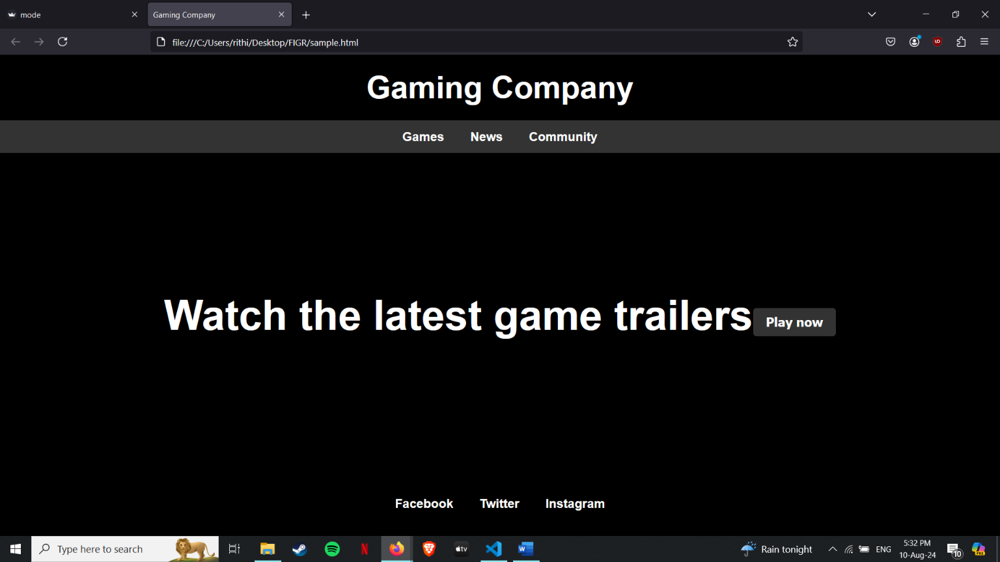 mode
Gaming Company
file:///C:/Users/rithi/Desktop/FIGR/sample.html
Gaming Company
Games News Community
Watch the latest game trailers Play now
Facebook Twitter Instagram
Type here to search
N
tv
W
Rain tonight
ENG
5:32 PM
10-Aug-24
10
PRE